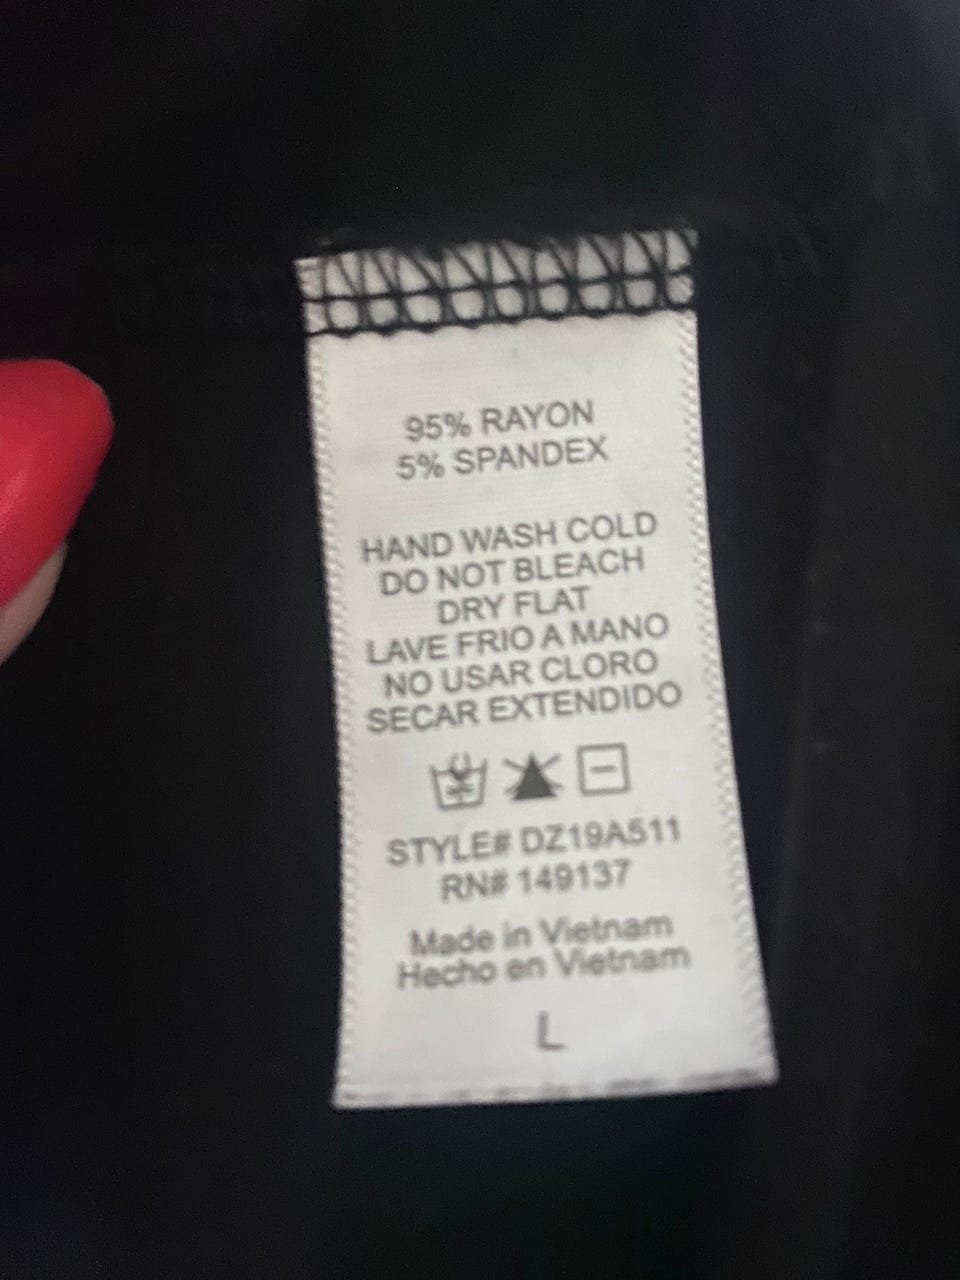 95% RAYON
5% SPANDEX
HAND WASH COLD
DO NOT BLEACH
DRY FLAT
LAVE FRIO A MANO
NO USAR CLORO
SECAR EXTENDIDO
STYLE# DZ19A511
RN# 149137
Made in Vietnam
Hecho en Vietnam
L